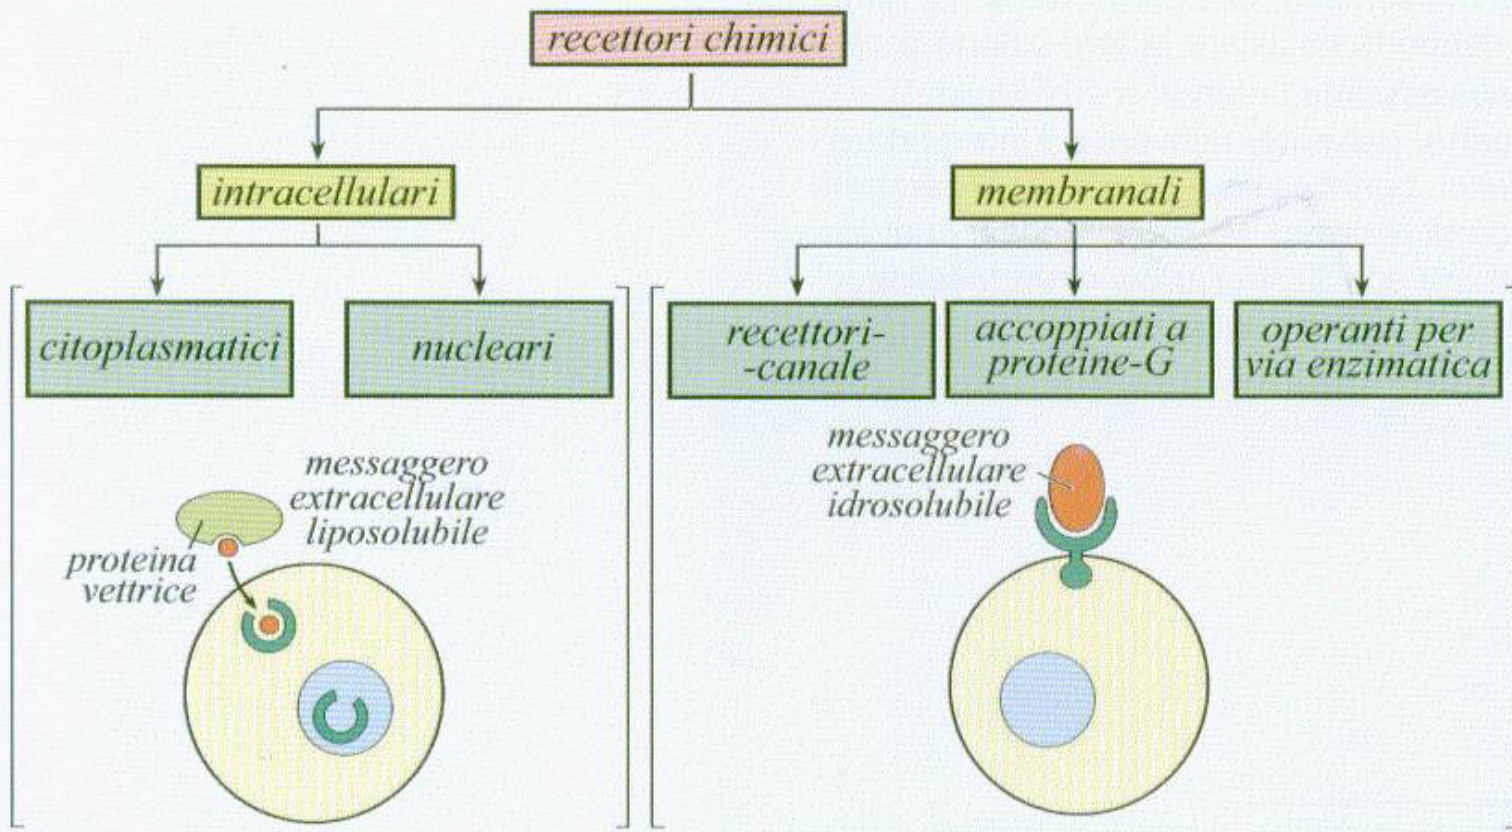 recettori chimici
intracellulari
membranali
citoplasmatici
nucleari
recettori-
-canale
accoppiati a
proteine-G
operanti per
via enzimatica
messaggero
extracellulare
liposolubile
proteina
vettrice
messaggero
extracellulare
idrosolubile